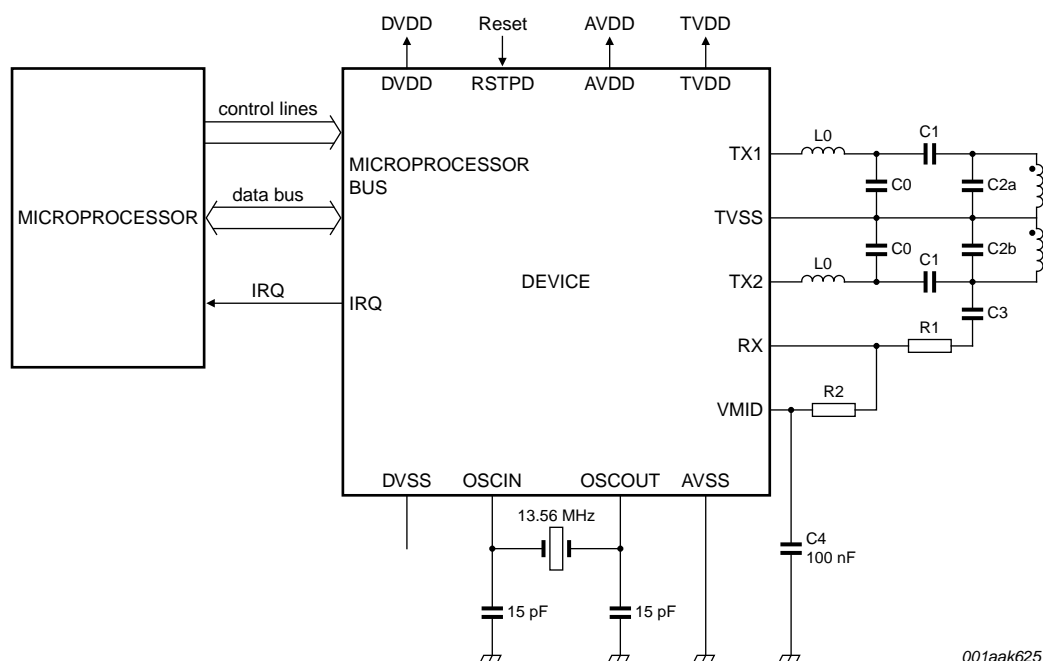 DVDD Reset AVDD TVDD
DVDD RSTPD AVDD TVDD
control lines
L0 C1
TX1
MICROPROCESSOR
BUS
C0 C2a
data bus
MICROPROCESSOR
TVSS
C0 C2b
L0 C1
TX2
DEVICE
IRQ
IRQ
C3
R1
RX
R2
VMID
DVSS OSCIN OSCOUT AVSS
13.56 MHz
C4
100 nF
15 pF 15 pF
001aak625